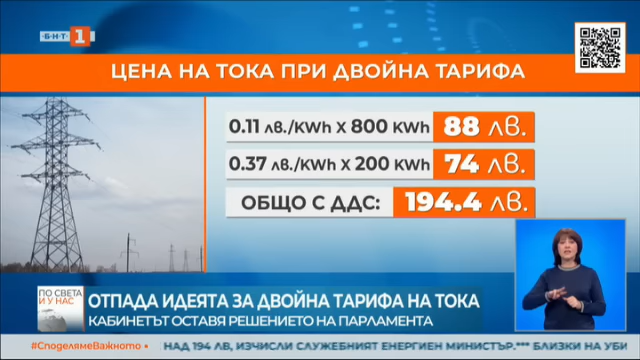 БНТ 1
ЦЕНА НА ТОКА ПРИ ДВОЙНА ТАРИФА
0.11 лв./KWh X 800 KWh 88 лв.
0.37 лв./KWh X 200 KWh 74 лв.
ОБЩО С ДДС: 194.4 лв.
ПО СВЕТА
И У НАС
ОТПАДА ИДЕЯТА ЗА ДВОЙНА ТАРИФА НА ТОКА
КАБИНЕТЪТ ОСТАВЯ РЕШЕНИЕТО НА ПАРЛАМЕНТА
#СподелямеВажното НАД 194 ЛВ, ИЗЧИСЛИ СЛУЖЕБНИЯТ ЕНЕРГИЕН МИНИСТЪР.*** БЛИЗКИ НА УБИ